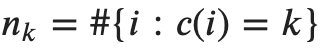 n_k = #{i : c(i) = k}